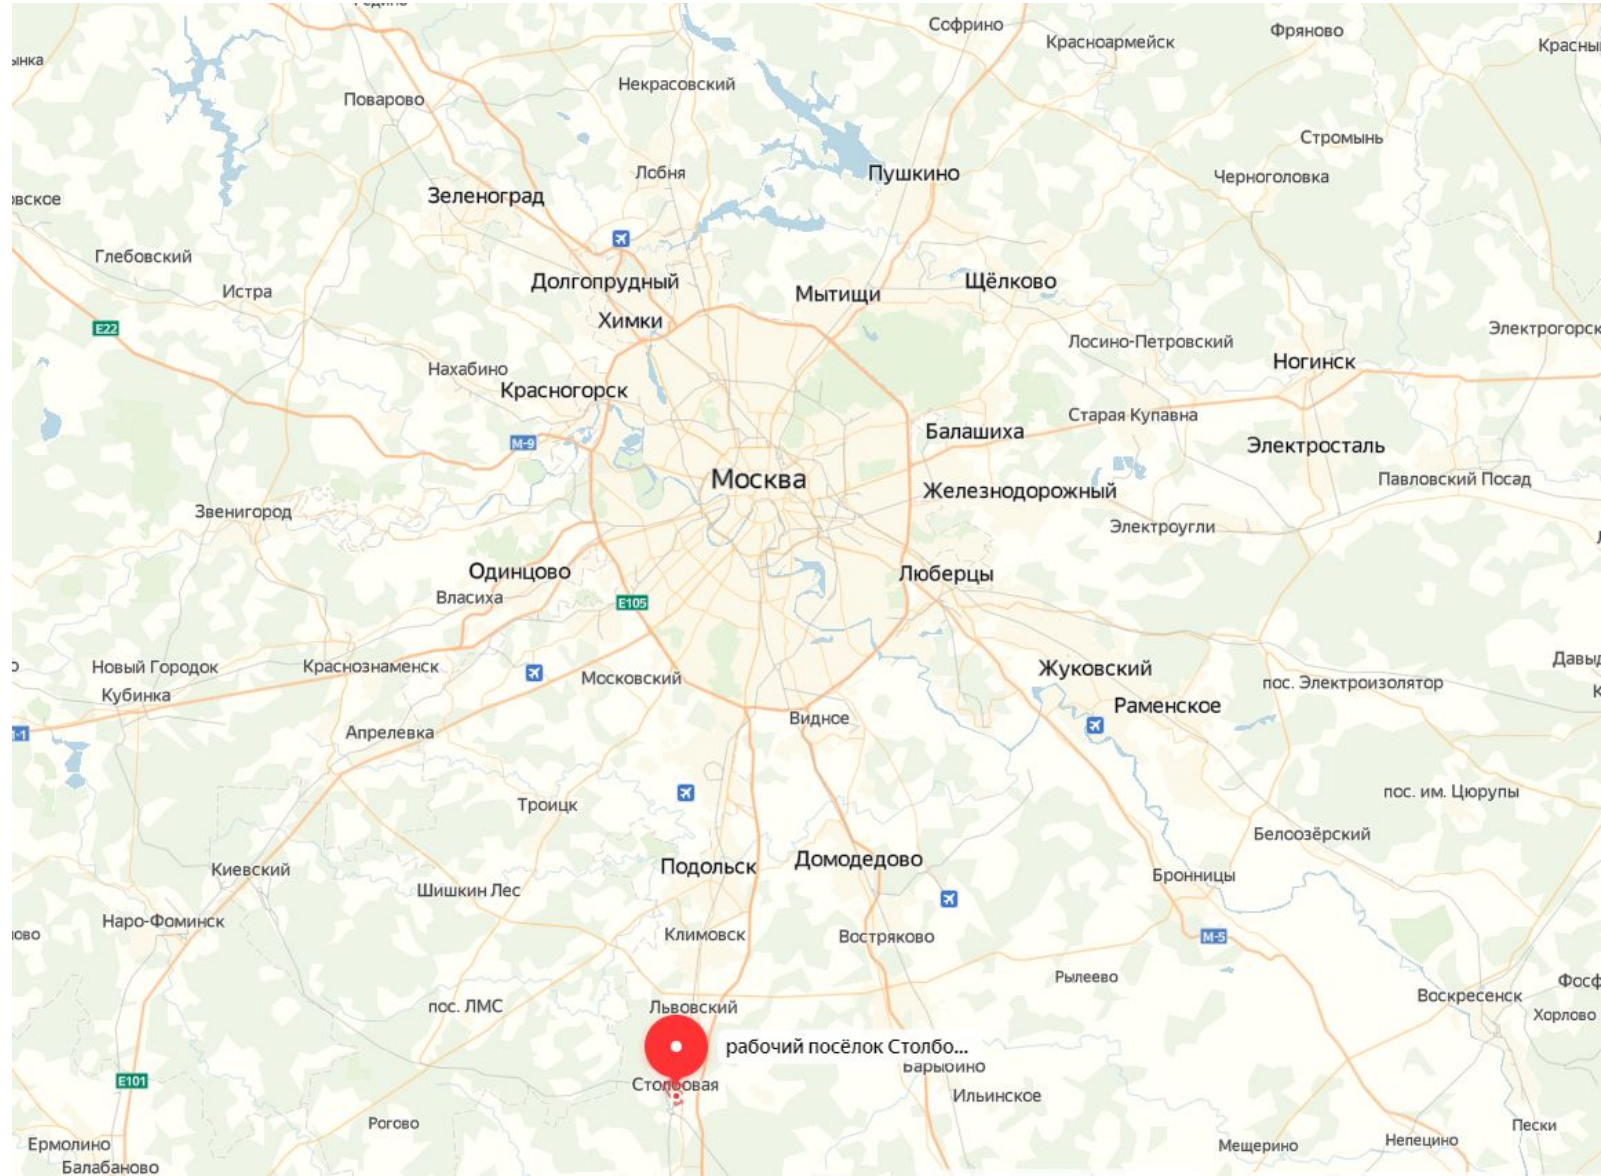 Софрино
Фряново
Красноармейск
Некрасовский
Поварово
Стромынь
Лобня
Пушкино
Черноголовка
Зеленоград
Глебовский
Истра
Долгопрудный
Мытищи
Щёлково
Химки
E22
Лосино-Петровский
Электрогорск
Нахабино
Ногинск
Красногорск
Старая Купавна
Балашиха
М-9
Электросталь
Москва
Железнодорожный
Павловский Посад
Звенигород
Электроугли
Одинцово
Люберцы
Власиха
E105
Новый Городок
Краснознаменск
Жуковский
Московский
пос. Электроизолятор
Кубинка
Раменское
Видное
Апрелевка
пос. им. Цюрупы
Троицк
Белоозёрский
Подольск
Домодедово
Киевский
Бронницы
Шишкин Лес
Наро-Фоминск
Климовск
Востряково
М-5
Рылеево
Воскресенск
пос. ЛМС
Львовский
Хорлово
рабочий посёлок Столбо...
Барыбино
E101
Столбовая
Ильинское
Рогово
Пески
Ермолино
Мещерино
Непецино
Балабаново